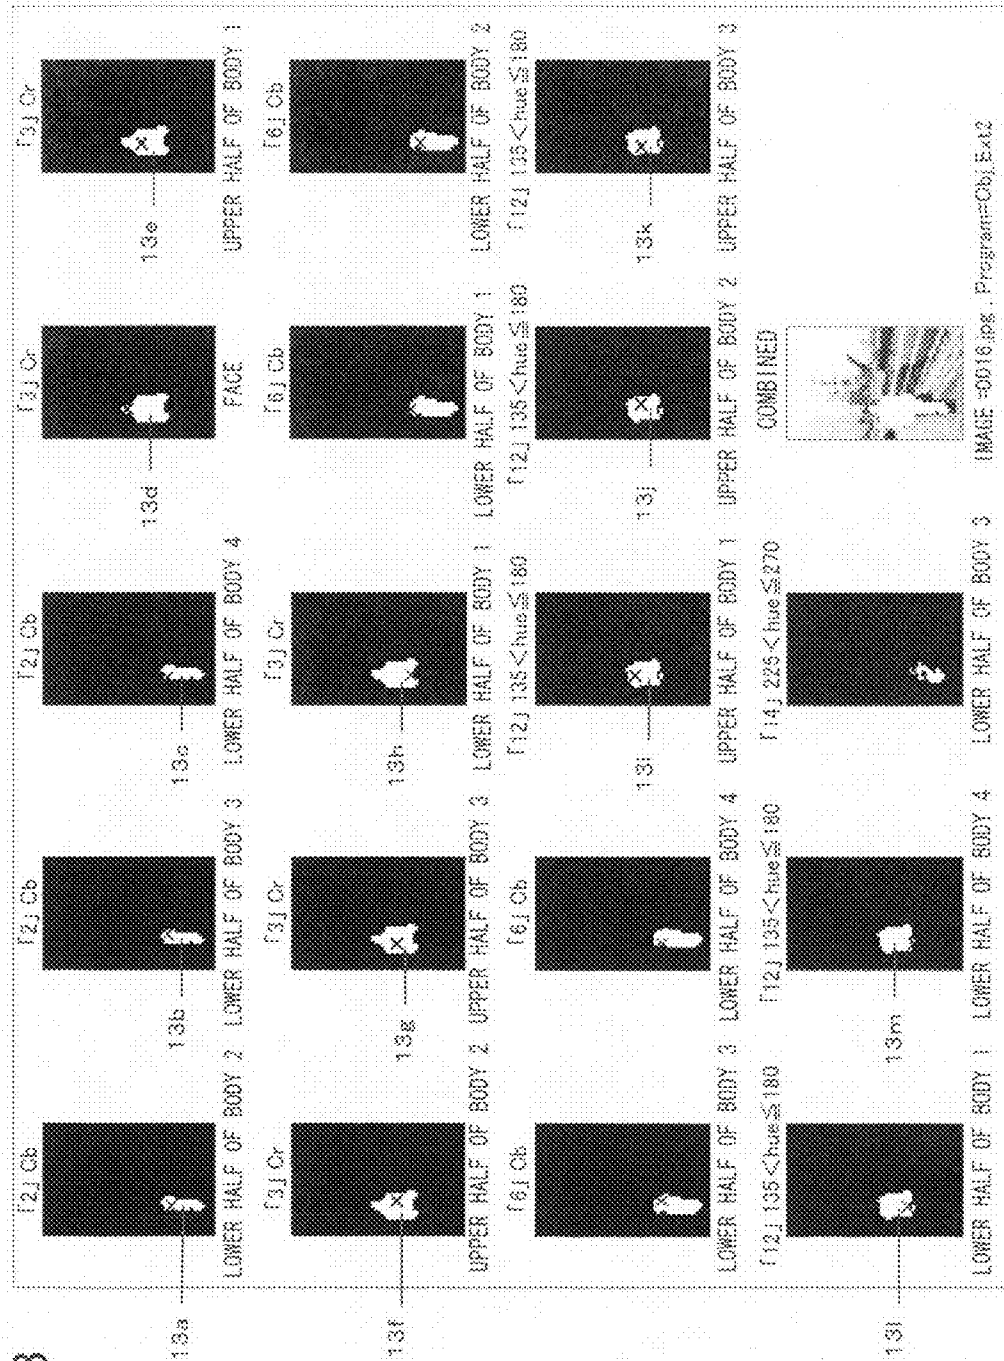 [2] Cb
[2] Cb
[2] Cb
[3] Cr
[3] Cr
13a
13b
13c
13d
13e
LOWER HALF OF BODY 2
LOWER HALF OF BODY 3
LOWER HALF OF BODY 4
FACE
UPPER HALF OF BODY 1
[3] Cr
[3] Cr
[3] Cr
[6] Cb
[6] Cb
13f
13g
13h
UPPER HALF OF BODY 2
UPPER HALF OF BODY 3
LOWER HALF OF BODY 1
LOWER HALF OF BODY 1
LOWER HALF OF BODY 2
[6] Cb
[6] Cb
[12] 135<hue≦180
[12] 135<hue≦180
[12] 135<hue≦180
13i
13j
13k
LOWER HALF OF BODY 3
LOWER HALF OF BODY 4
UPPER HALF OF BODY 1
UPPER HALF OF BODY 2
UPPER HALF OF BODY 3
[12] 135<hue≦180
[12] 135<hue≦180
[14] 225<hue≦270
COMBINED
13l
13m
LOWER HALF OF BODY 1
LOWER HALF OF BODY 4
LOWER HALF OF BODY 3
IMAGE =0016.jpg , Program=Obj_Ext2